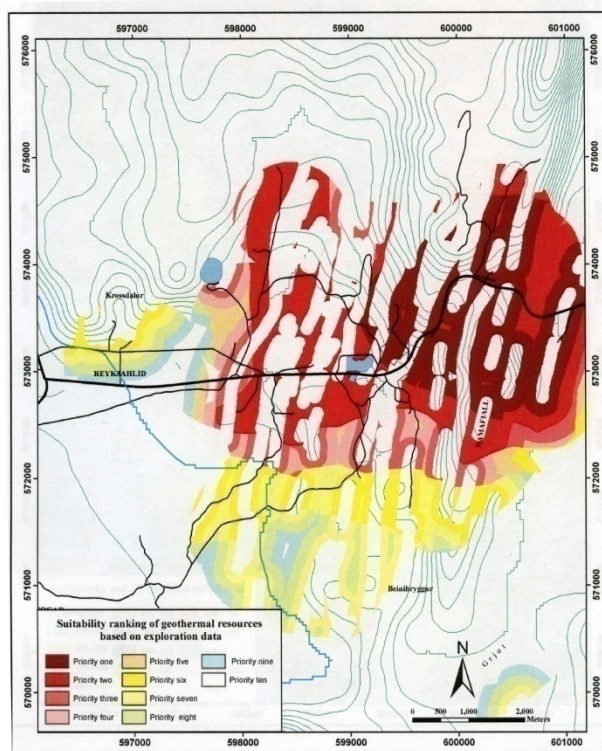 597000 598000 599000 600000 601000
576000 576000
575000 575000
574000 574000
Krossdalur
573000 573000
REYKJAHLID
NAMAFJALL
572000 572000
571000 571000
Beinihryggur
Grjot
Suitability ranking of geothermal resources
based on exploration data
Priority one Priority five Priority nine
Priority two Priority six Priority ten
Priority three Priority seven
Priority four Priority eight
N
0 500 1,000 2,000
Meters
570000 570000
597000 598000 599000 600000 601000